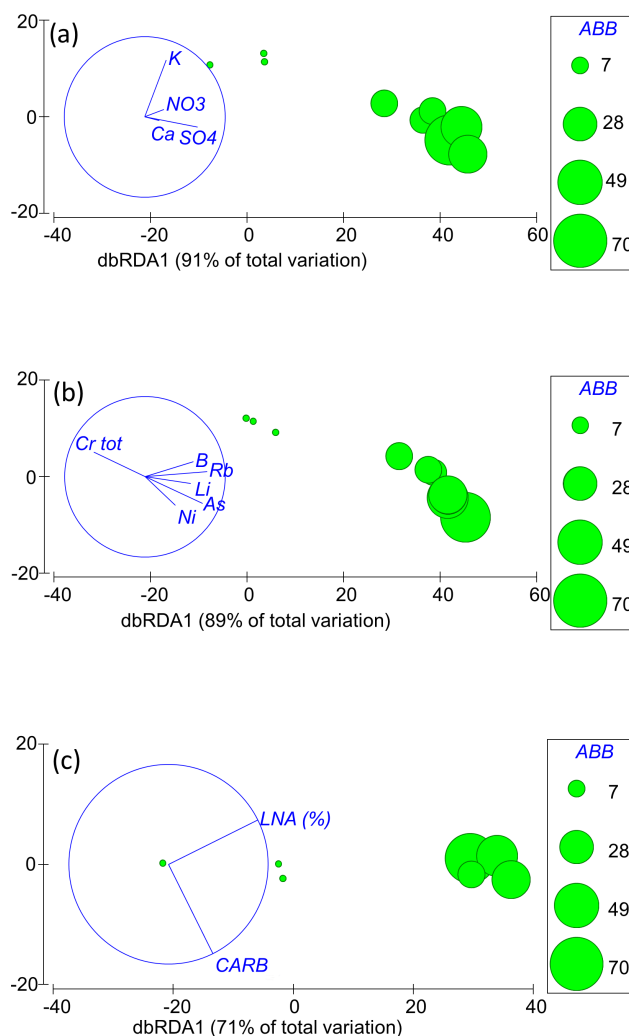 (a)
20
0
-20
K
NO3
Ca
SO4
-40 -20 0 20 40 60
dbRDA1 (91% of total variation)
ABB
7
28
49
70
(b)
20
0
-20
Cr tot
B
Rb
Li
As
Ni
-40 -20 0 20 40 60
dbRDA1 (89% of total variation)
ABB
7
28
49
70
(c)
20
0
-20
LNA (%)
CARB
-40 -20 0 20 40
dbRDA1 (71% of total variation)
ABB
7
28
49
70